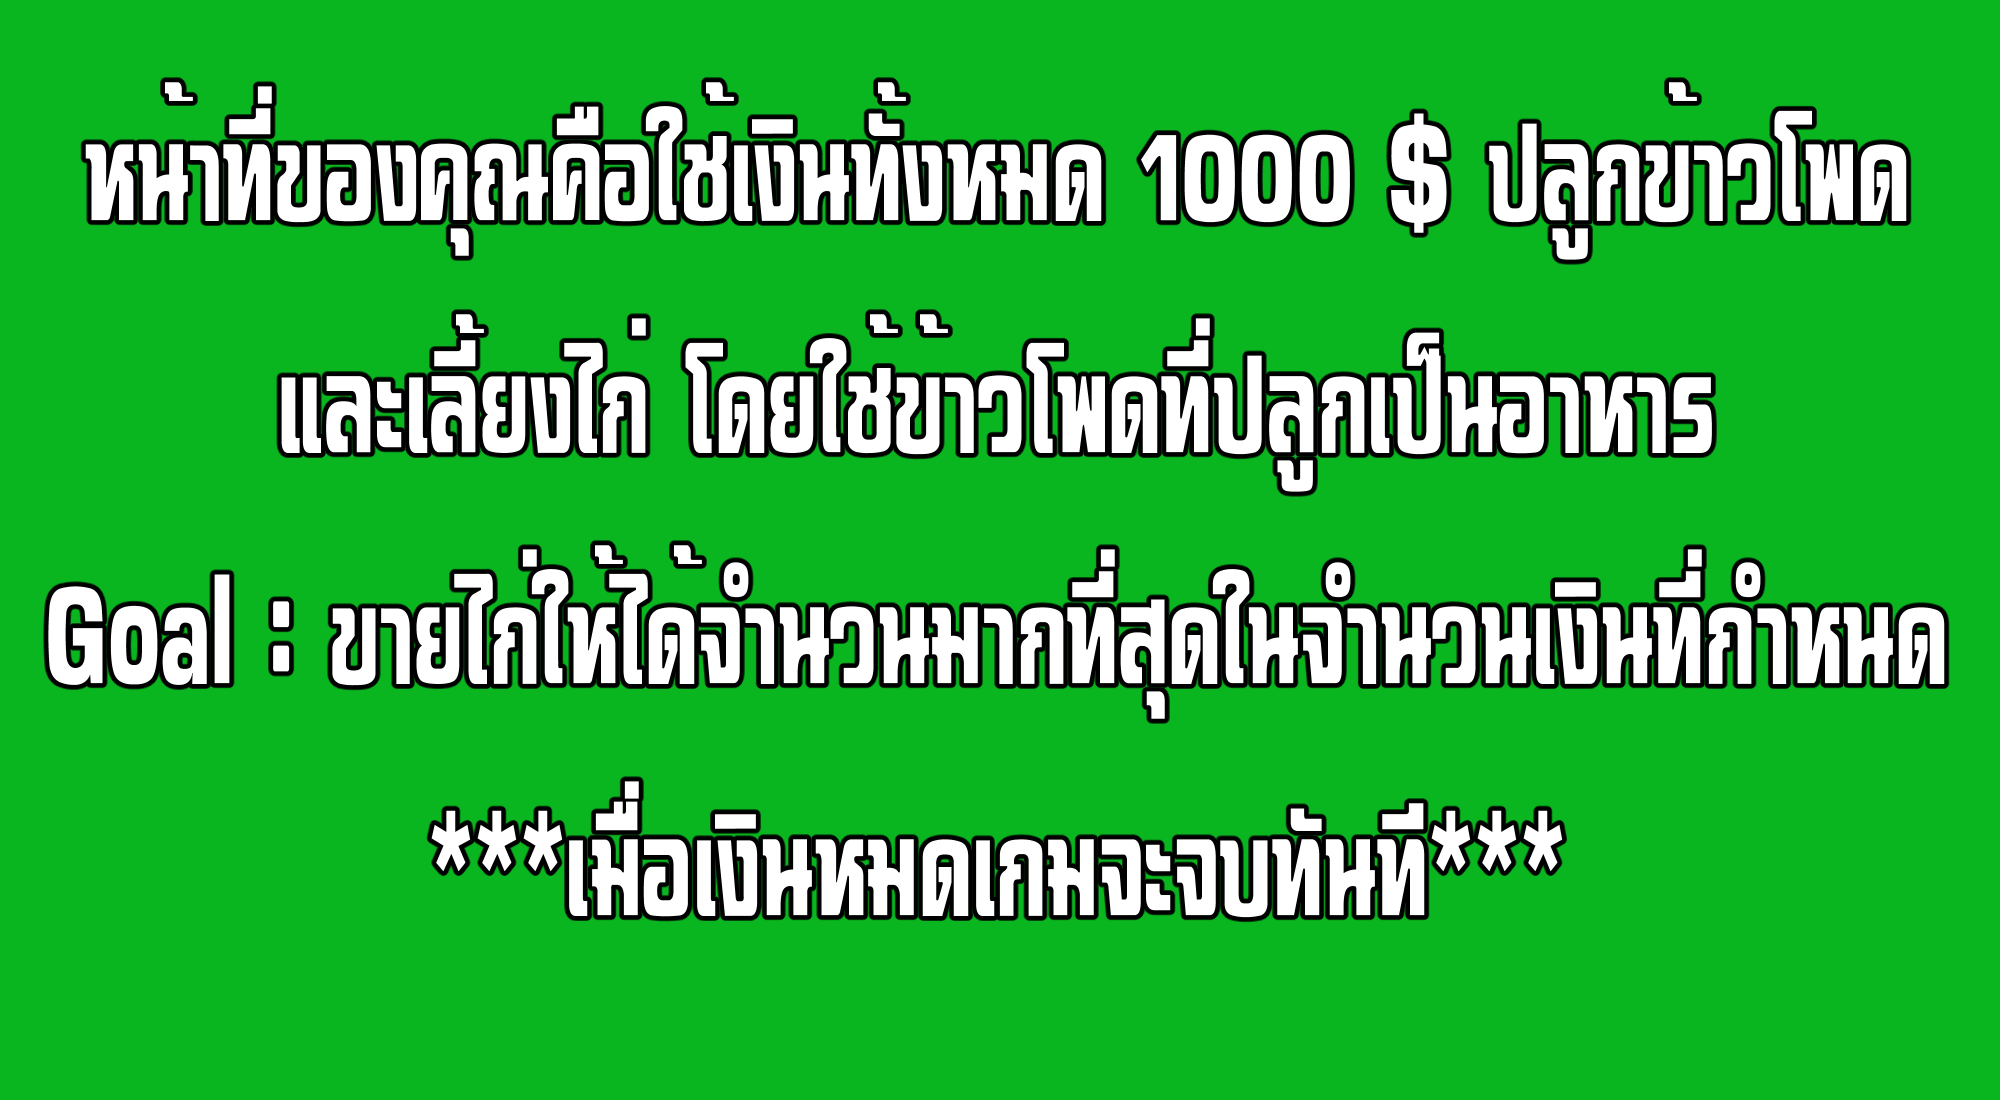 หน้าที่ของคุณคือใช้เงินทั้งหมด 1000 $ ปลูกข้าวโพด
และเลี้ยงไก่ โดยใช้ข้าวโพดที่ปลูกเป็นอาหาร
Goal : ขายไก่ให้ได้จำนวนมากที่สุดในจำนวนเงินที่กำหนด
***เมื่อเงินหมดเกมจะจบทันที***